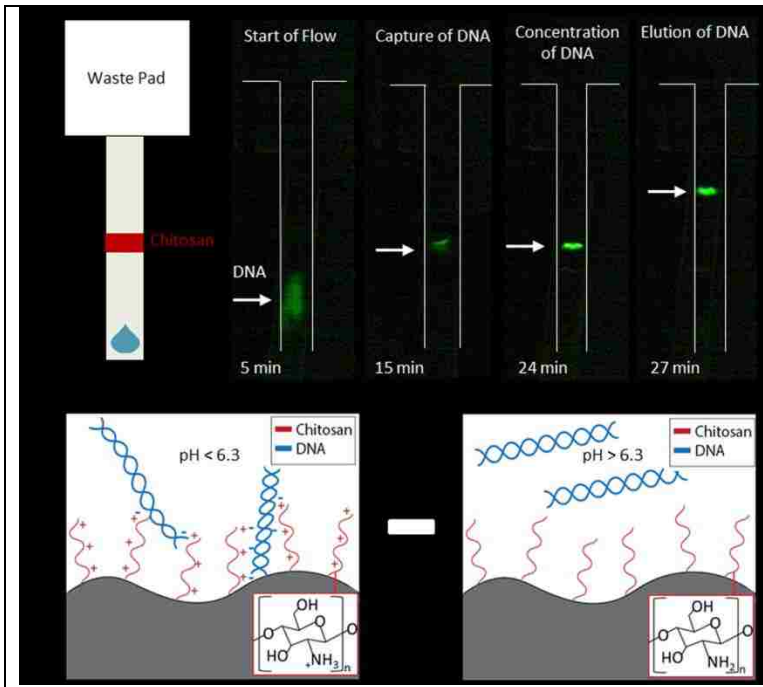 Waste Pad
Chitosan
Start of Flow
Capture of DNA
Concentration
of DNA
Elution of DNA
DNA
5 min
15 min
24 min
27 min
Chitosan
DNA
pH < 6.3
OH
O
O
O
HO
+NH3
n
Chitosan
DNA
pH > 6.3
OH
O
O
O
HO
NH2
n